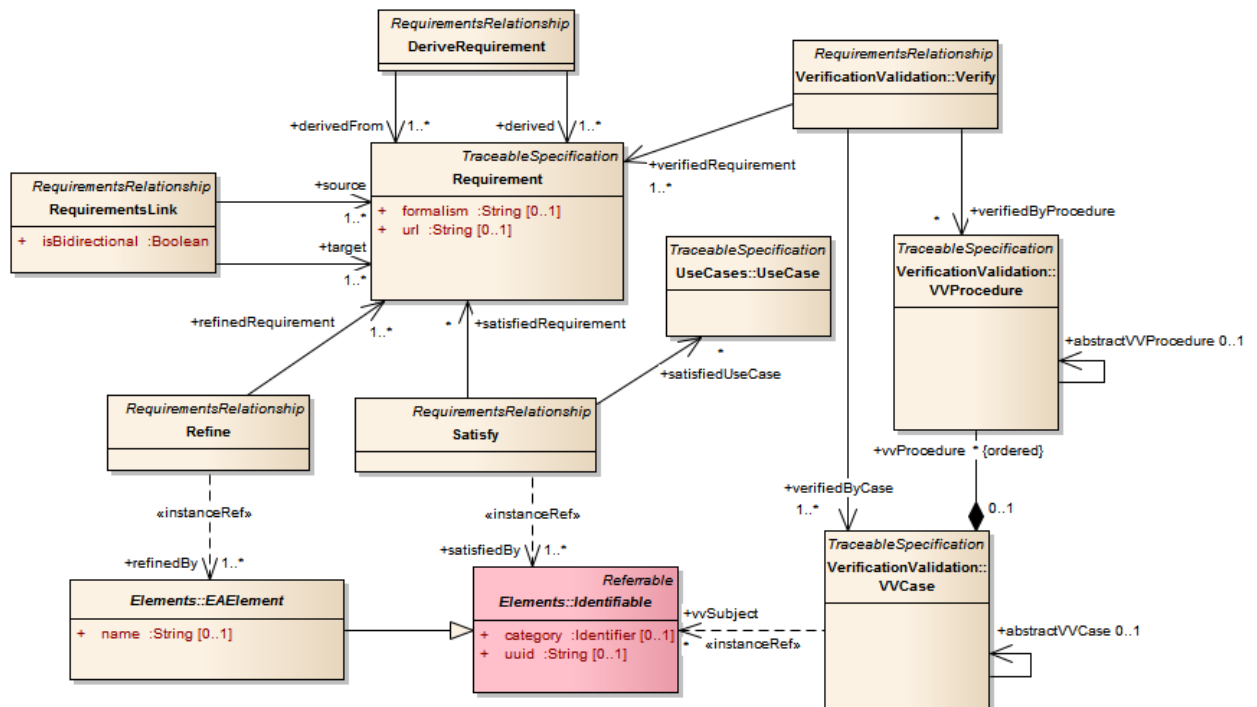 RequirementsRelationship
DeriveRequirement
RequirementsRelationship
VerificationValidation::Verify
+derivedFrom
1..*
+derived
1..*
TraceableSpecification
Requirement
+ formalism :String [0..1]
+ url :String [0..1]
+verifiedRequirement
1..*
RequirementsRelationship
RequirementsLink
+ isBidirectional :Boolean
+source
1..*
+target
1..*
*
+verifiedByProcedure
TraceableSpecification
UseCases::UseCase
TraceableSpecification
VerificationValidation::
VVProcedure
+abstractVVProcedure 0..1
+refinedRequirement
1..*
*
+satisfiedRequirement
*
+satisfiedUseCase
RequirementsRelationship
Refine
RequirementsRelationship
Satisfy
+vvProcedure * {ordered}
0..1
+verifiedByCase
1..*
«instanceRef»
«instanceRef»
+refinedBy
1..*
+satisfiedBy
1..*
TraceableSpecification
VerificationValidation::
VVCase
Elements::EAElement
+ name :String [0..1]
Referrable
Elements::Identifiable
+ category :Identifier [0..1]
+ uuid :String [0..1]
+vvSubject
*
«instanceRef»
+abstractVVCase 0..1